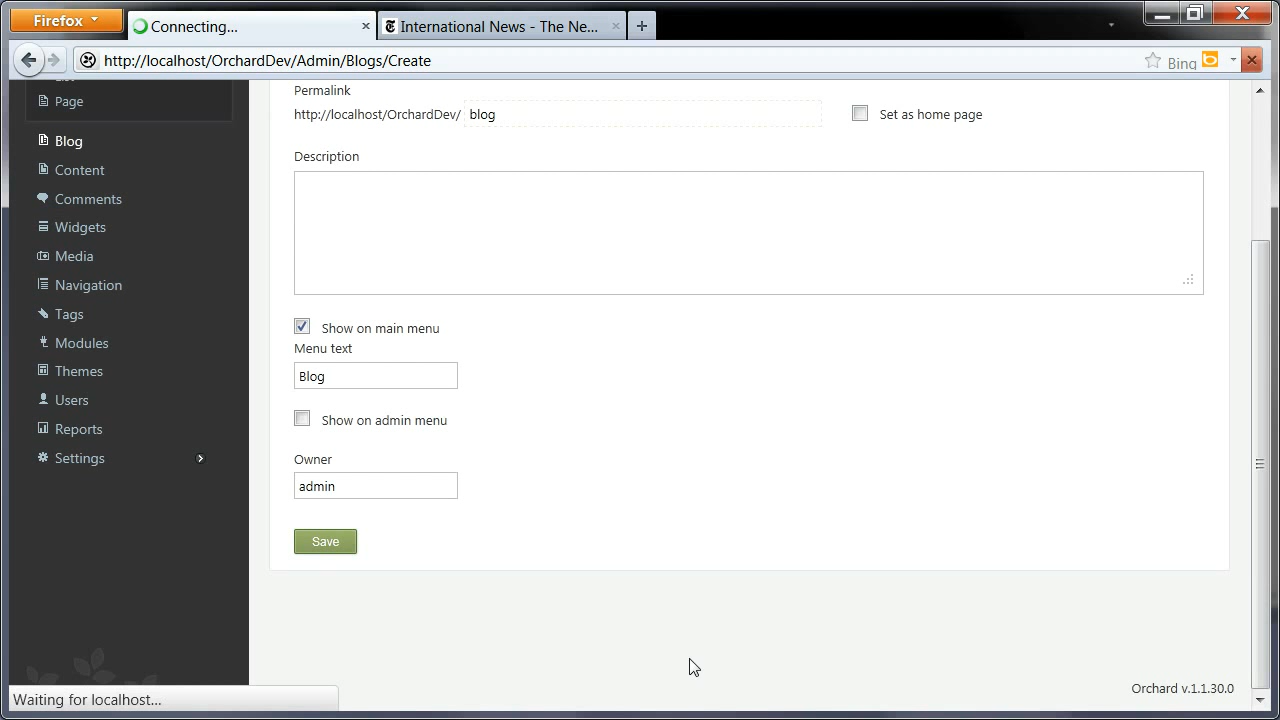 Firefox
Connecting...
International News - The Ne...
http://localhost/OrchardDev/Admin/Blogs/Create
Bing
Page
Blog
Content
Comments
Widgets
Media
Navigation
Tags
Modules
Themes
Users
Reports
Settings
Permalink
http://localhost/OrchardDev/ blog
Set as home page
Description
Show on main menu
Menu text
Blog
Show on admin menu
Owner
admin
Save
Orchard v.1.1.30.0
Waiting for localhost...